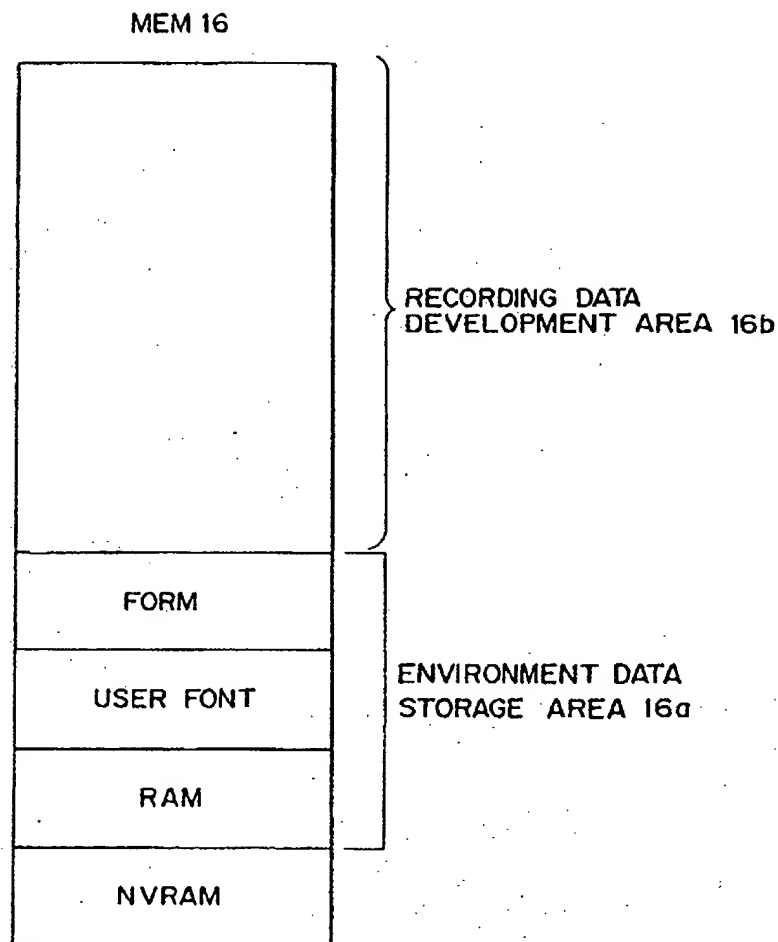 MEM 16
RECORDING DATA
DEVELOPMENT AREA 16b
FORM
USER FONT
ENVIRONMENT DATA
STORAGE AREA 16a
RAM
NVRAM